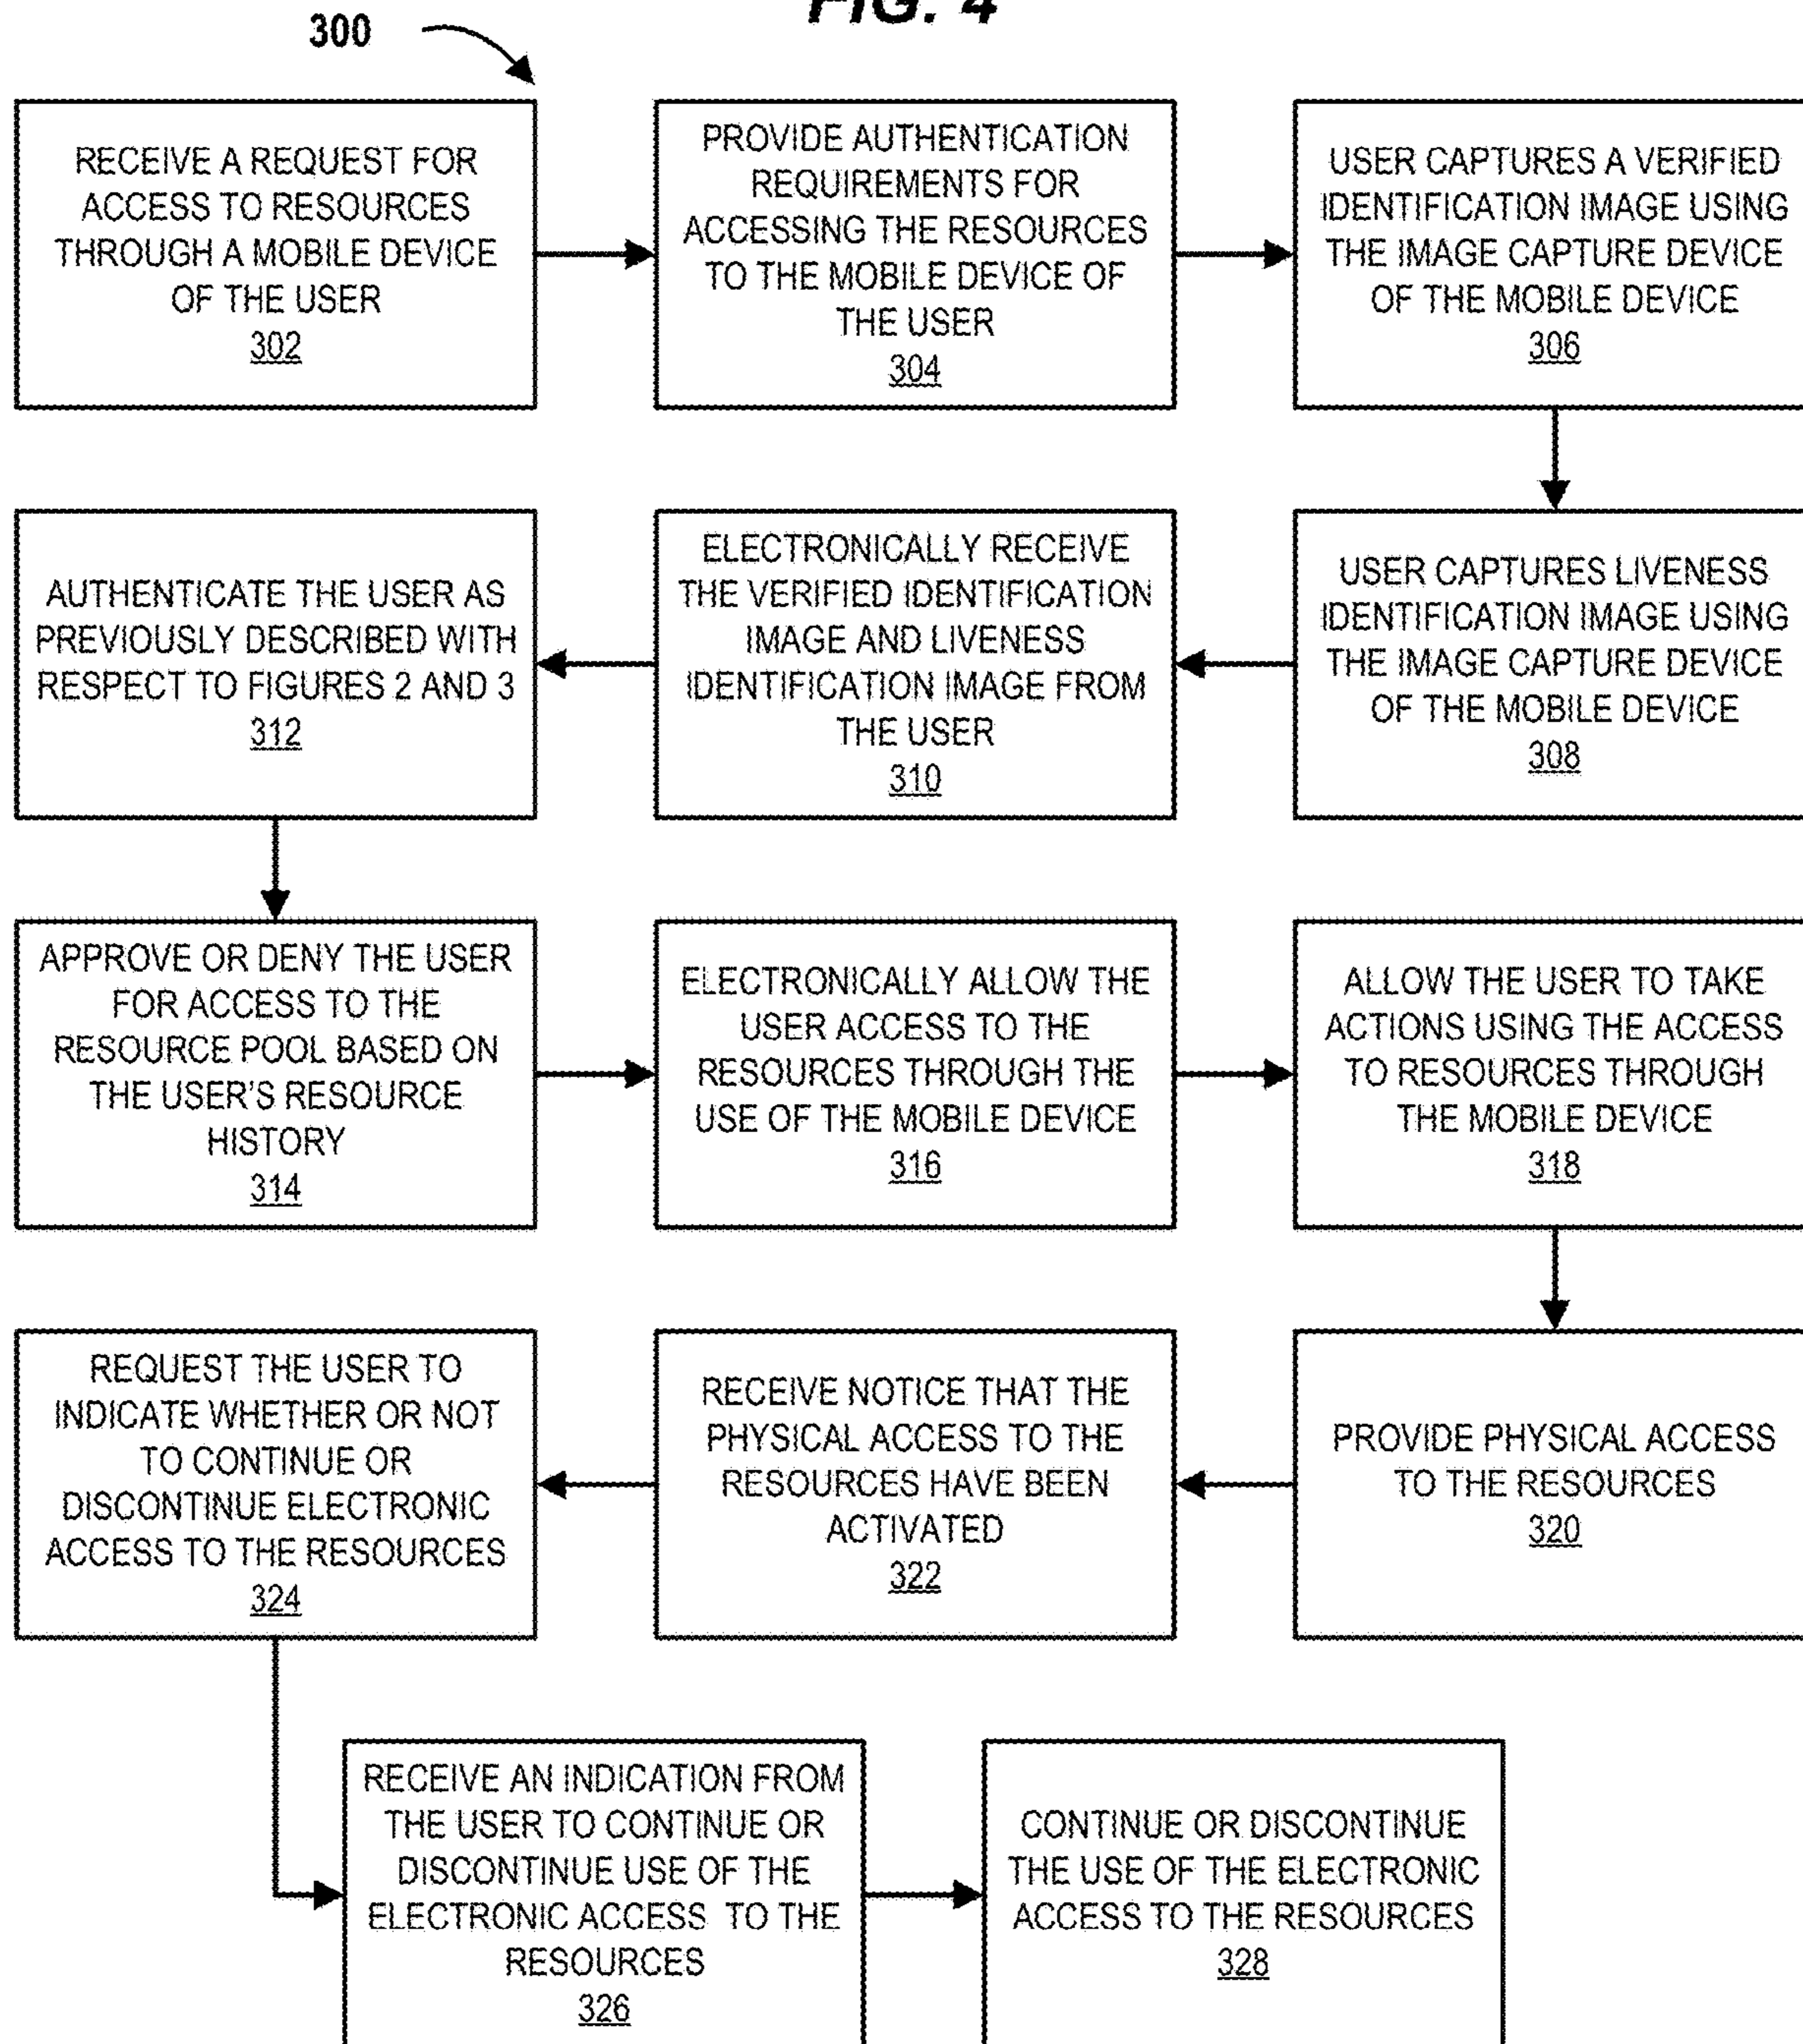 FIG. 4
300
RECEIVE A REQUEST FOR
ACCESS TO RESOURCES
THROUGH A MOBILE DEVICE
OF THE USER
302
PROVIDE AUTHENTICATION
REQUIREMENTS FOR
ACCESSING THE RESOURCES
TO THE MOBILE DEVICE OF
THE USER
304
USER CAPTURES A VERIFIED
IDENTIFICATION IMAGE USING
THE IMAGE CAPTURE DEVICE
OF THE MOBILE DEVICE
306
USER CAPTURES LIVENESS
IDENTIFICATION IMAGE USING
THE IMAGE CAPTURE DEVICE
OF THE MOBILE DEVICE
308
ELECTRONICALLY RECEIVE
THE VERIFIED IDENTIFICATION
IMAGE AND LIVENESS
IDENTIFICATION IMAGE FROM
THE USER
310
AUTHENTICATE THE USER AS
PREVIOUSLY DESCRIBED WITH
RESPECT TO FIGURES 2 AND 3
312
APPROVE OR DENY THE USER
FOR ACCESS TO THE
RESOURCE POOL BASED ON
THE USER'S RESOURCE
HISTORY
314
ELECTRONICALLY ALLOW THE
USER ACCESS TO THE
RESOURCES THROUGH THE
USE OF THE MOBILE DEVICE
316
ALLOW THE USER TO TAKE
ACTIONS USING THE ACCESS
TO RESOURCES THROUGH
THE MOBILE DEVICE
318
PROVIDE PHYSICAL ACCESS
TO THE RESOURCES
320
RECEIVE NOTICE THAT THE
PHYSICAL ACCESS TO THE
RESOURCES HAVE BEEN
ACTIVATED
322
REQUEST THE USER TO
INDICATE WHETHER OR NOT
TO CONTINUE OR
DISCONTINUE ELECTRONIC
ACCESS TO THE RESOURCES
324
RECEIVE AN INDICATION FROM
THE USER TO CONTINUE OR
DISCONTINUE USE OF THE
ELECTRONIC ACCESS TO THE
RESOURCES
326
CONTINUE OR DISCONTINUE
THE USE OF THE ELECTRONIC
ACCESS TO THE RESOURCES
328